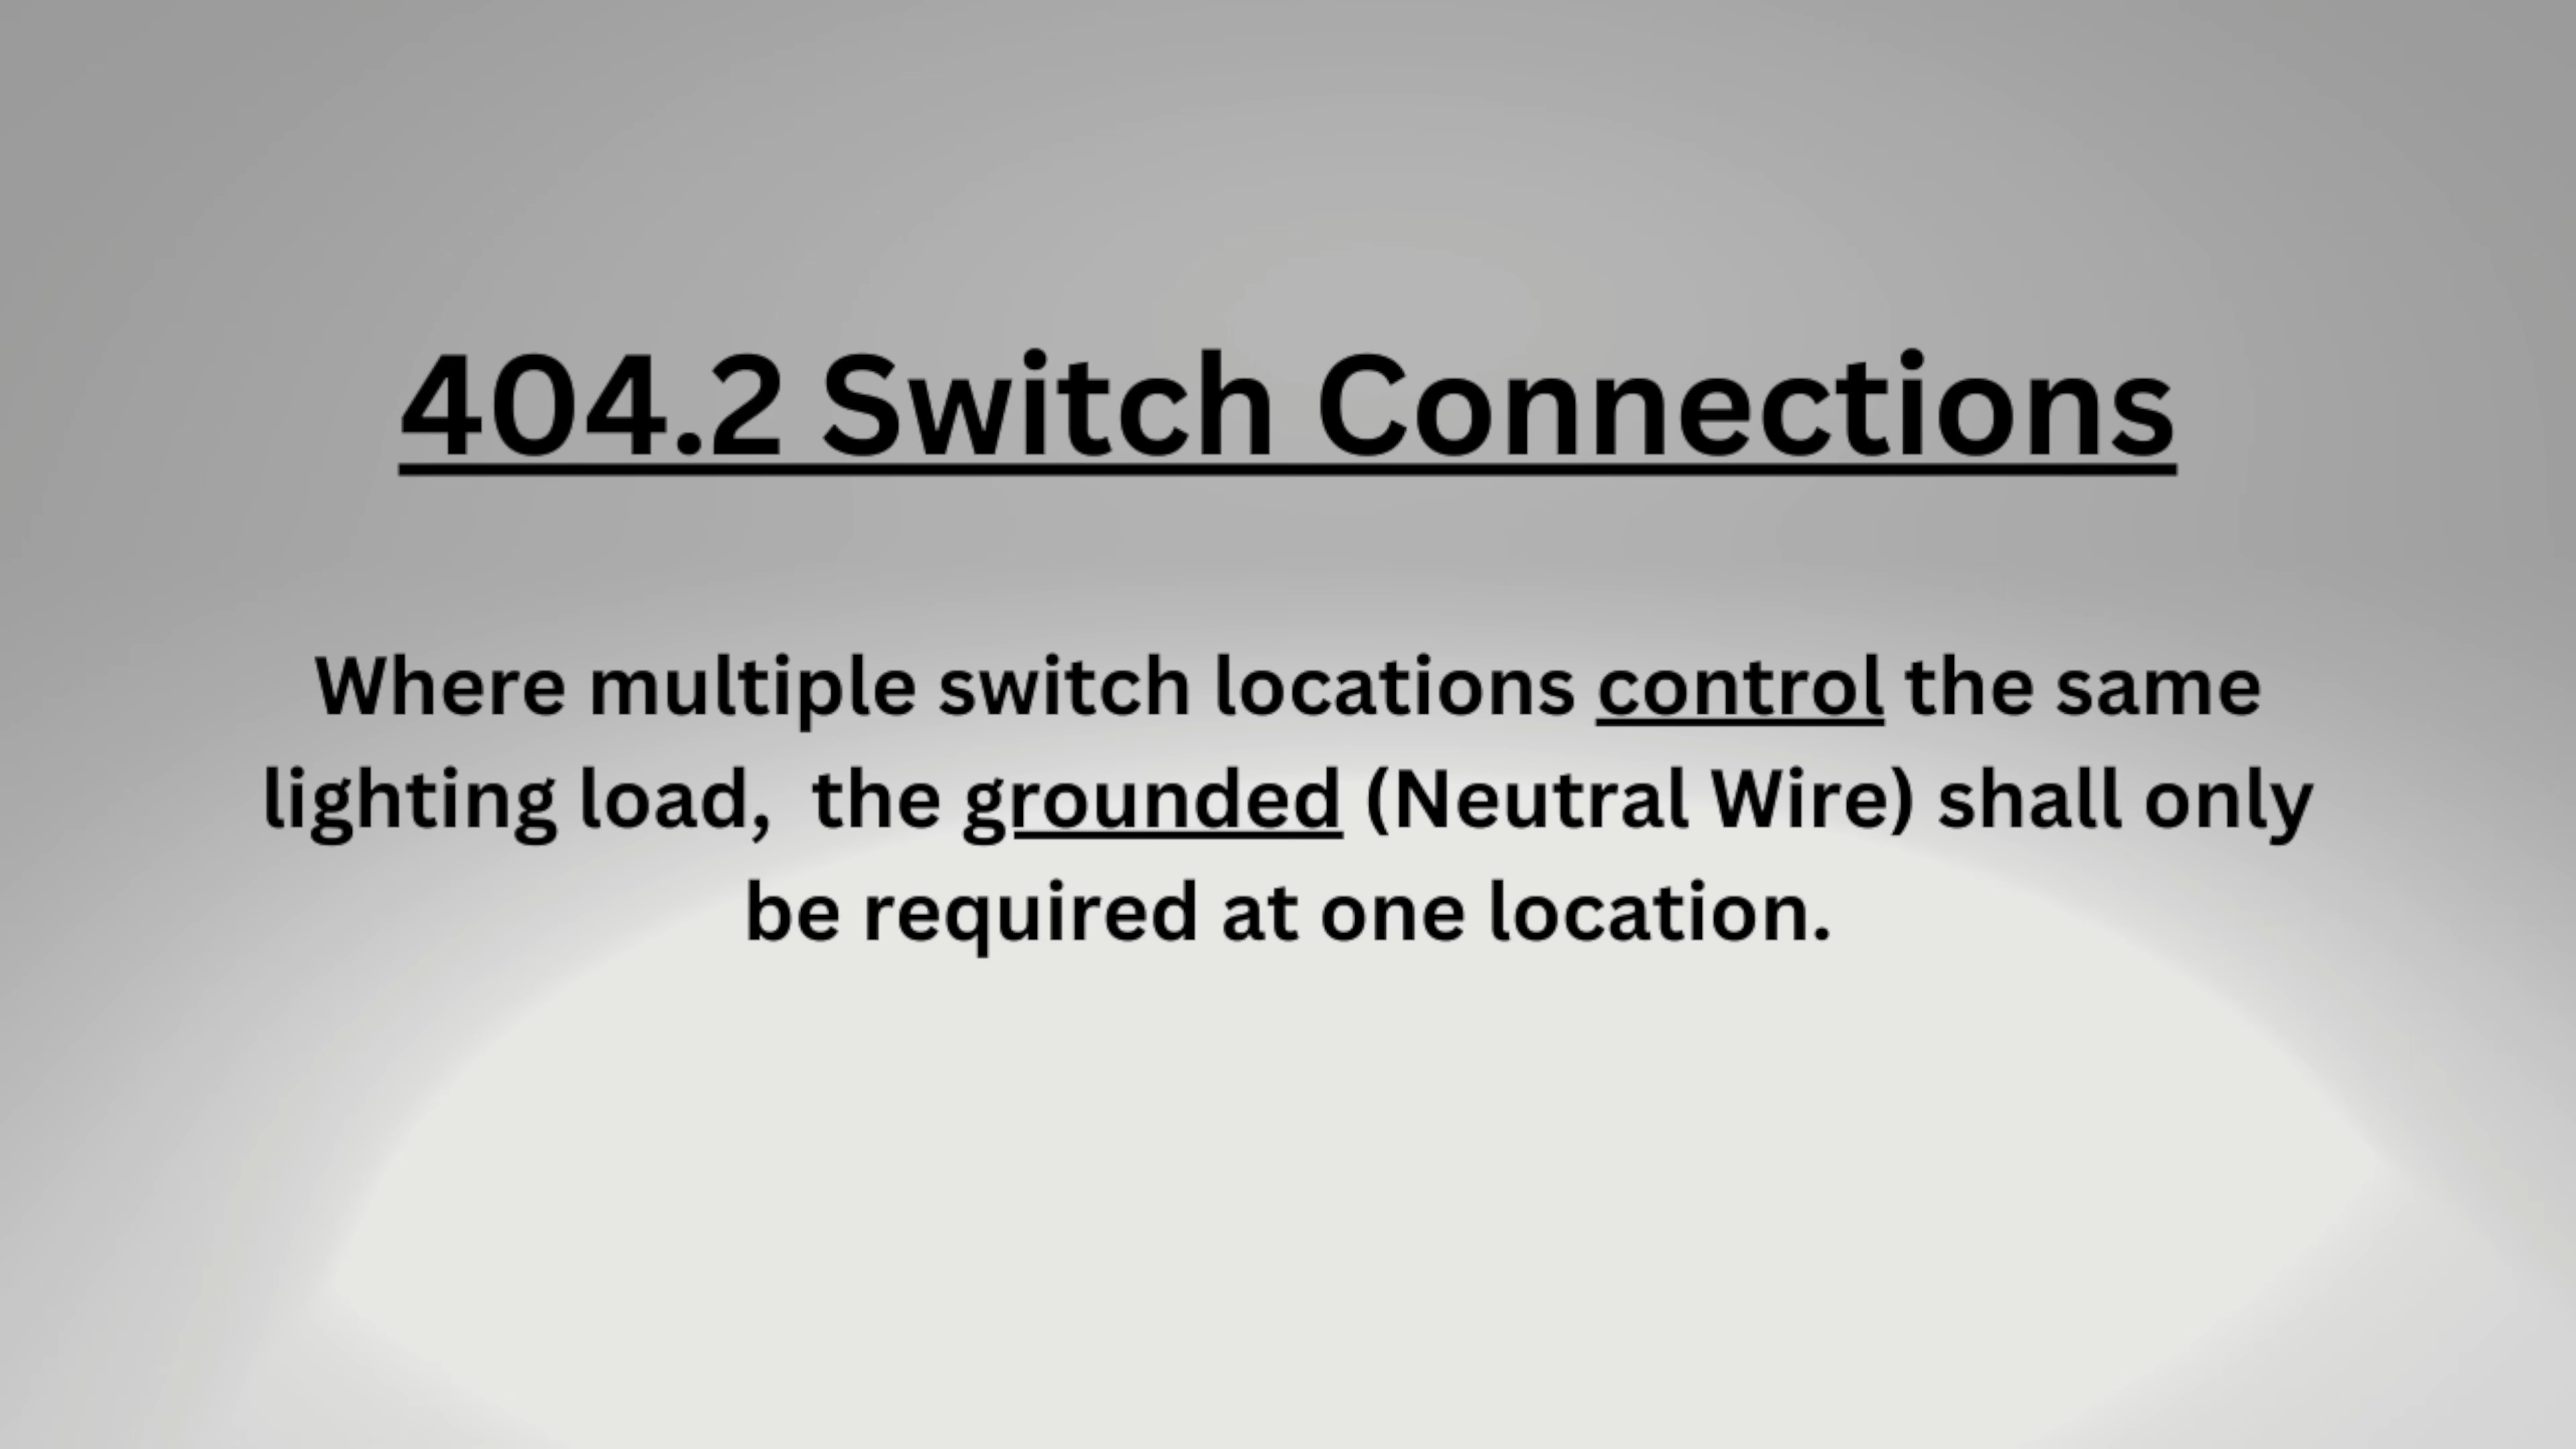 404.2 Switch Connections
Where multiple switch locations control the same
lighting load,  the grounded (Neutral Wire) shall only
be required at one location.